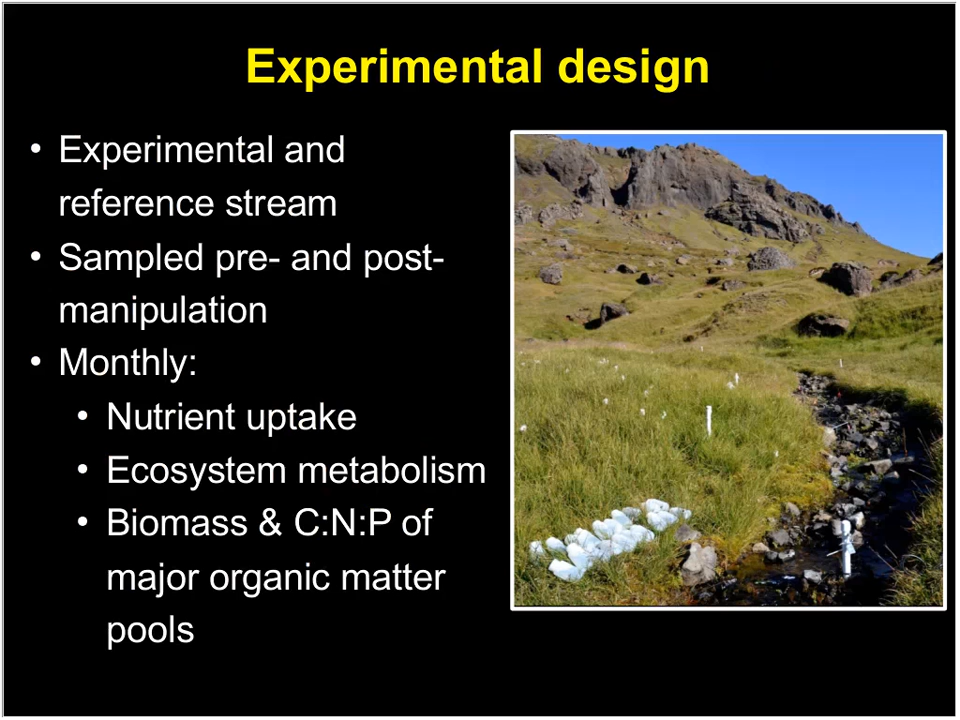 Experimental design
• Experimental and
reference stream
• Sampled pre- and post-
manipulation
• Monthly:
• Nutrient uptake
• Ecosystem metabolism
• Biomass & C:N:P of
major organic matter
pools